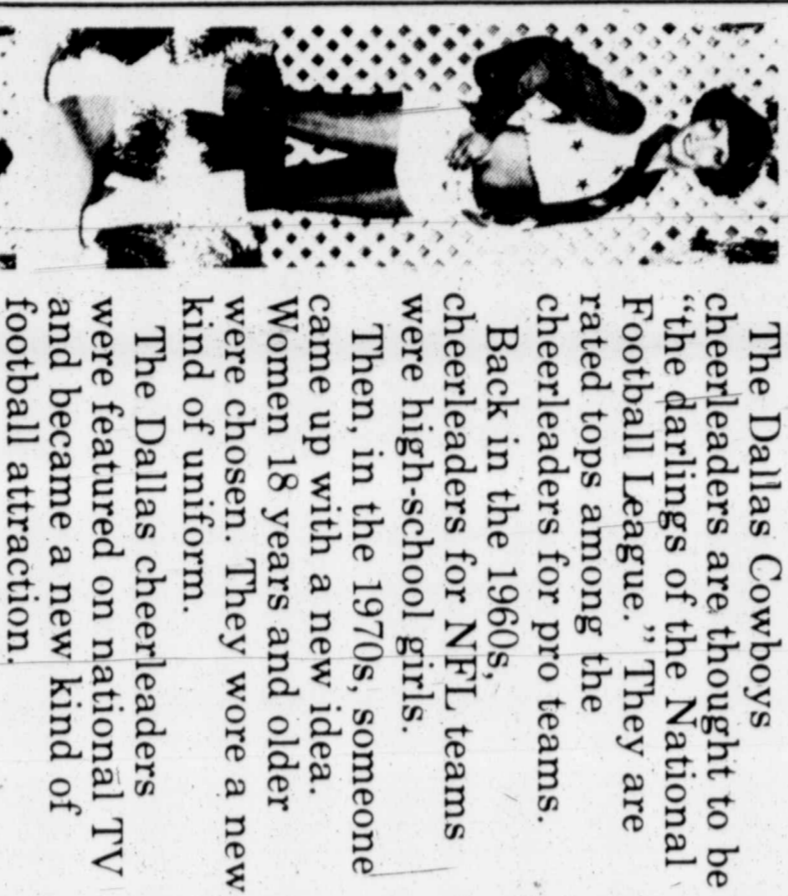 The Dallas Cowboys
cheerleaders are thought to be
“the darlings of the National
Football League.” They are
rated tops among the
cheerleaders for pro teams.
Back in the 1960s,
cheerleaders for NFL teams
were high-school girls.
Then, in the 1970s, someone
came up with a new idea.
Women 18 years and older
were chosen. They wore a new
kind of uniform.
The Dallas cheerleaders
were featured on national TV
and became a new kind of
football attraction.